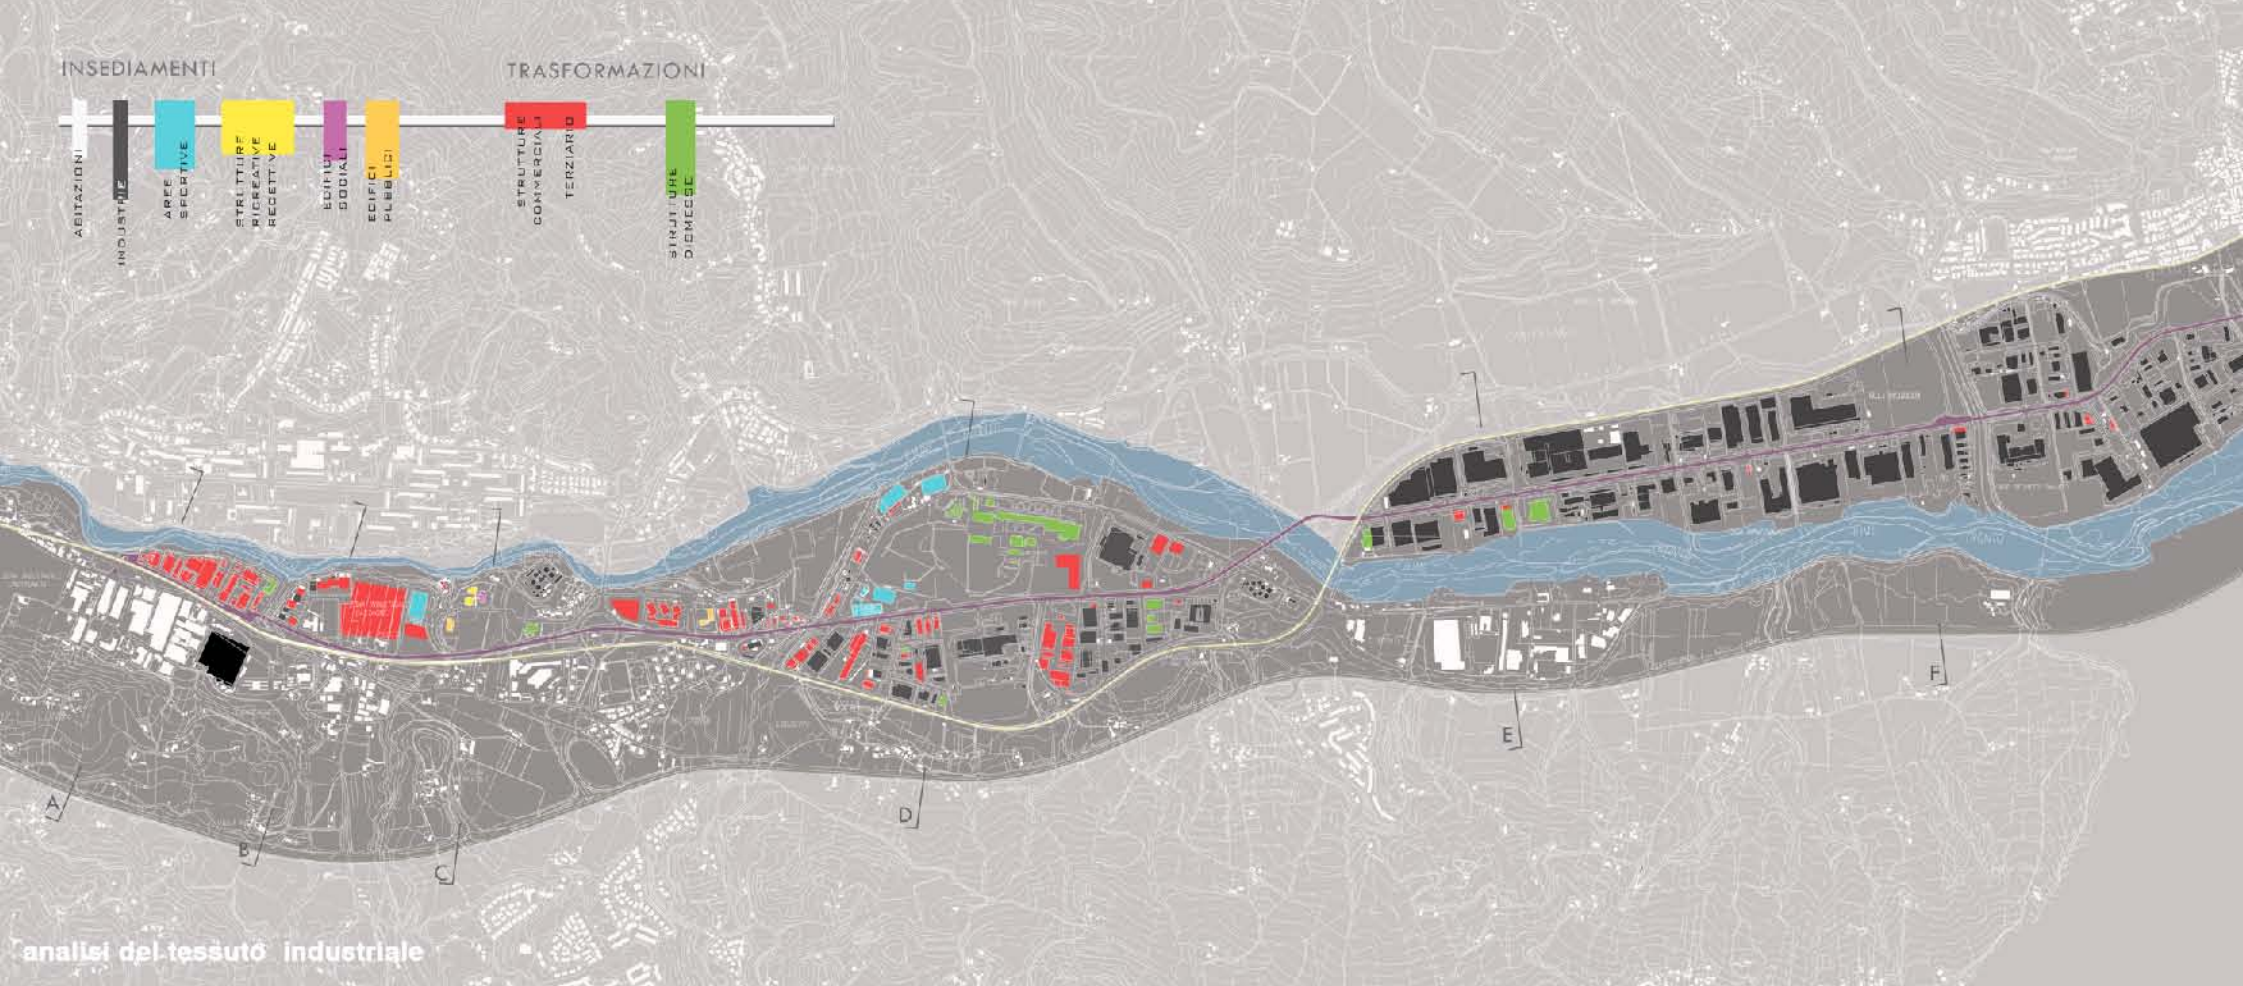 INSEDIAMENTI
TRASFORMAZIONI
ABITAZIONI
INDUSTRIE
AREE
SPORTIVE
STRUTTURE
RICREATIVE
RECETTIVE
EDIFICI
SOCIALI
EDIFICI
PUBBLICI
STRUTTURE
COMMERCIALI
TERZIARIO
STRUTTURE
DISMESSE
A
B
C
D
E
F
analisi del tessuto industriale